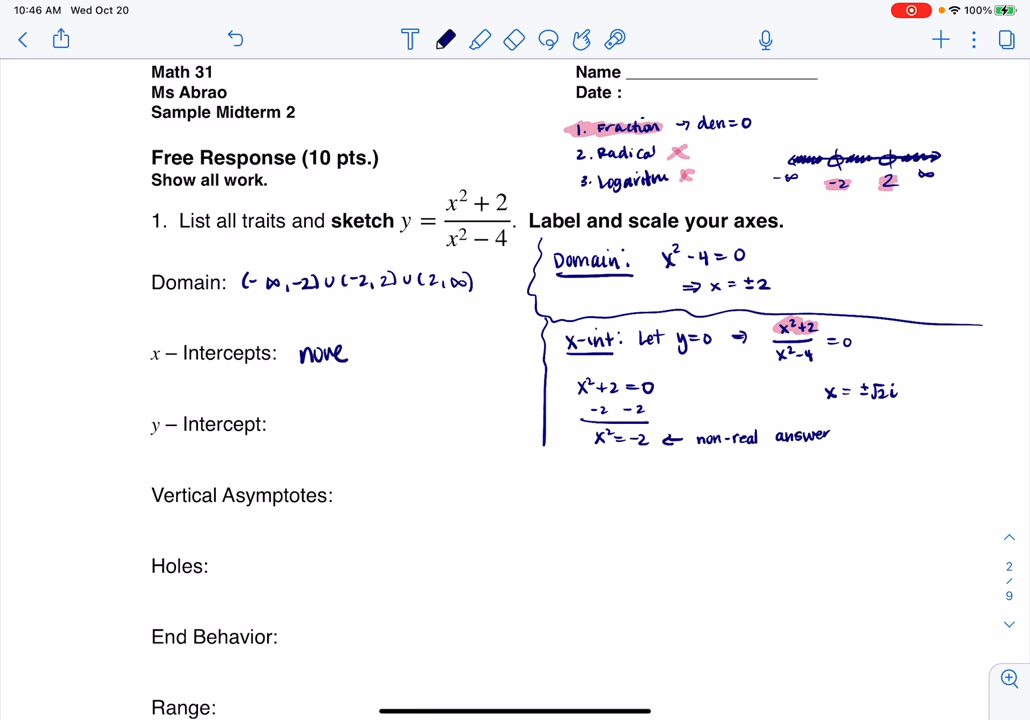 10:46 AM Wed Oct 20
100%
Math 31
Ms Abrao
Sample Midterm 2
Name
Date :
1. Fraction → den=0
2. Radical ×
3. Logarithm ×
-∞ -2 2 ∞
Free Response (10 pts.)
Show all work.
1. List all traits and sketch y = (x² + 2)/(x² − 4). Label and scale your axes.
Domain: (-∞,-2)∪(-2,2)∪(2,∞)
Domain: x²-4=0
⇒ x = ±2
x-int: Let y=0 ⇒ (x²+2)/(x²-4) = 0
x – Intercepts: none
x²+2=0
x = ±√2i
-2 -2
x²=-2 ← non-real answer
y – Intercept:
Vertical Asymptotes:
Holes:
End Behavior:
Range:
2
/
9